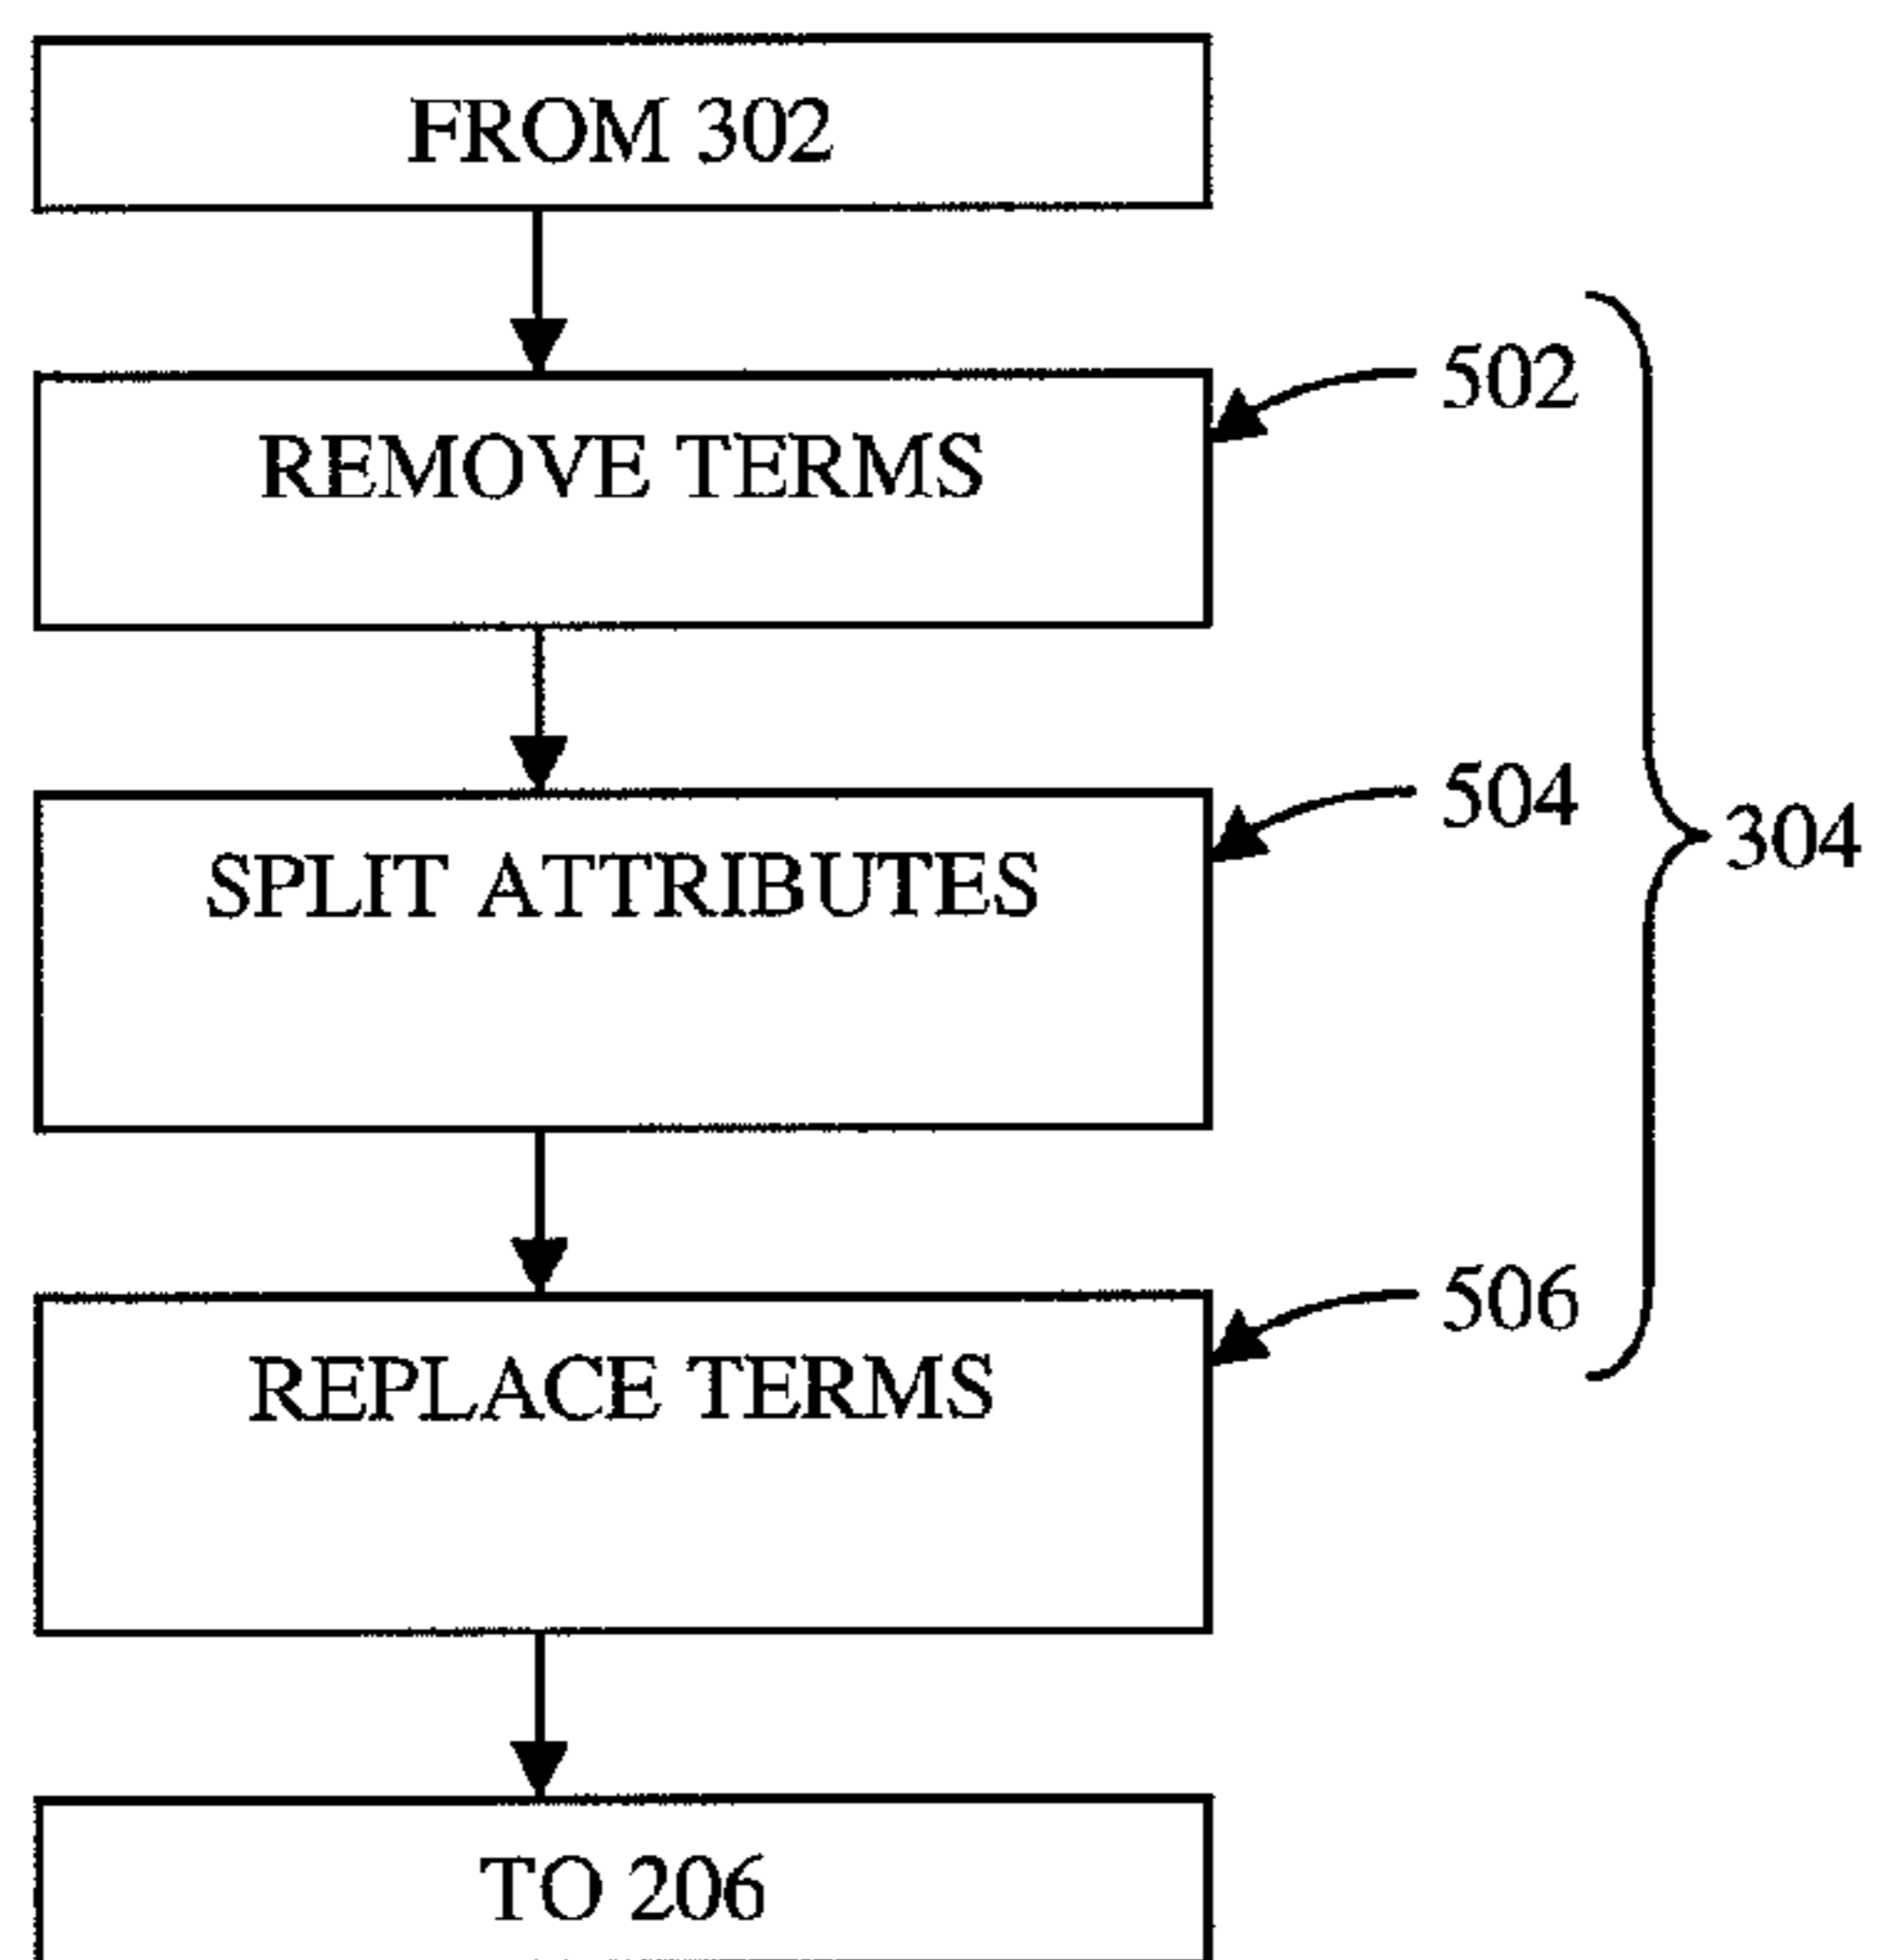 FROM 302
502
REMOVE TERMS
504
304
SPLIT ATTRIBUTES
506
REPLACE TERMS
TO 206